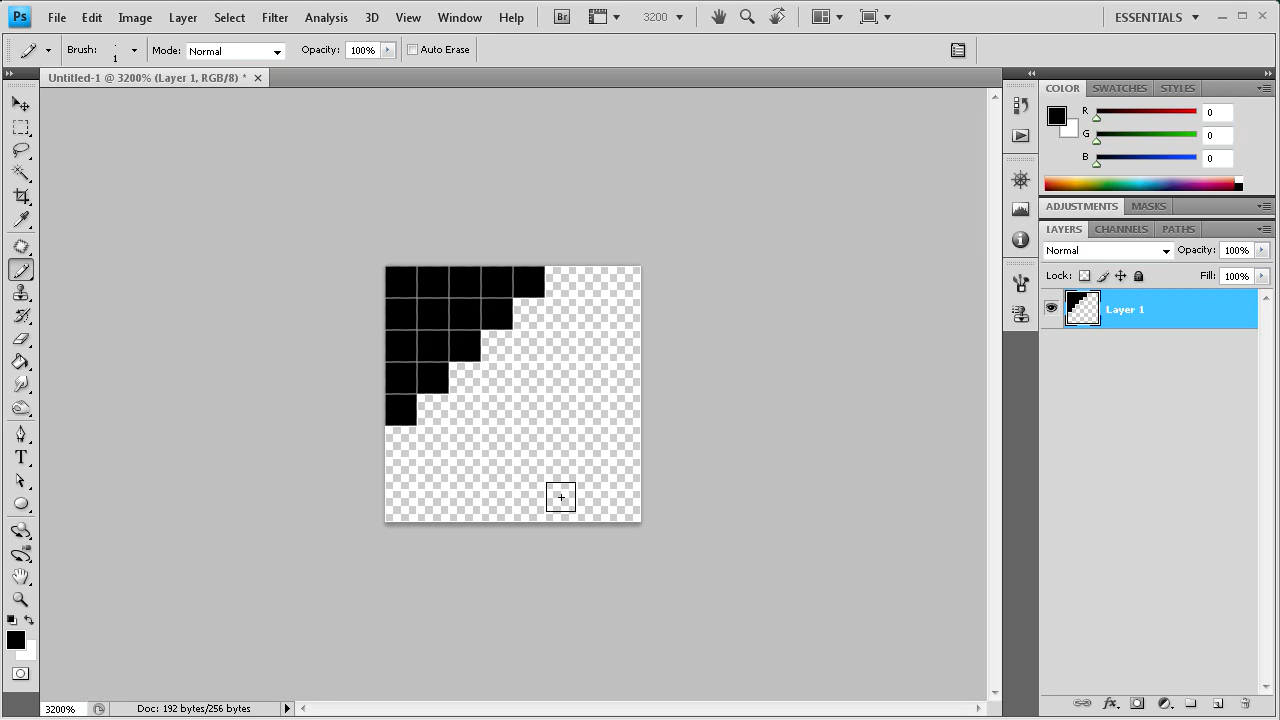 Ps File Edit Image Layer Select Filter Analysis 3D View Window Help Br 3200 ESSENTIALS
Brush: 1 Mode: Normal Opacity: 100% Auto Erase
Untitled-1 @ 3200% (Layer 1, RGB/8) *
COLOR SWATCHES STYLES
R 0
G 0
B 0
ADJUSTMENTS MASKS
LAYERS CHANNELS PATHS
Normal Opacity: 100%
Lock: Fill: 100%
Layer 1
T
3200% Doc: 192 bytes/256 bytes
fx